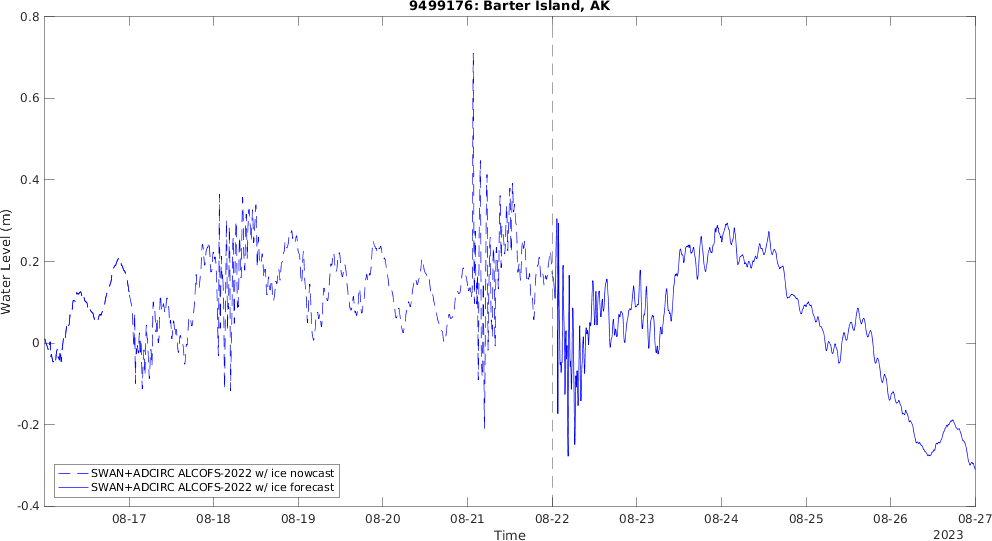 9499176: Barter Island, AK
Water Level (m)
0.8
0.6
0.4
0.2
0
-0.2
-0.4
SWAN+ADCIRC ALCOFS-2022 w/ ice nowcast
SWAN+ADCIRC ALCOFS-2022 w/ ice forecast
08-17 08-18 08-19 08-20 08-21 08-22 08-23 08-24 08-25 08-26 08-27
Time
2023